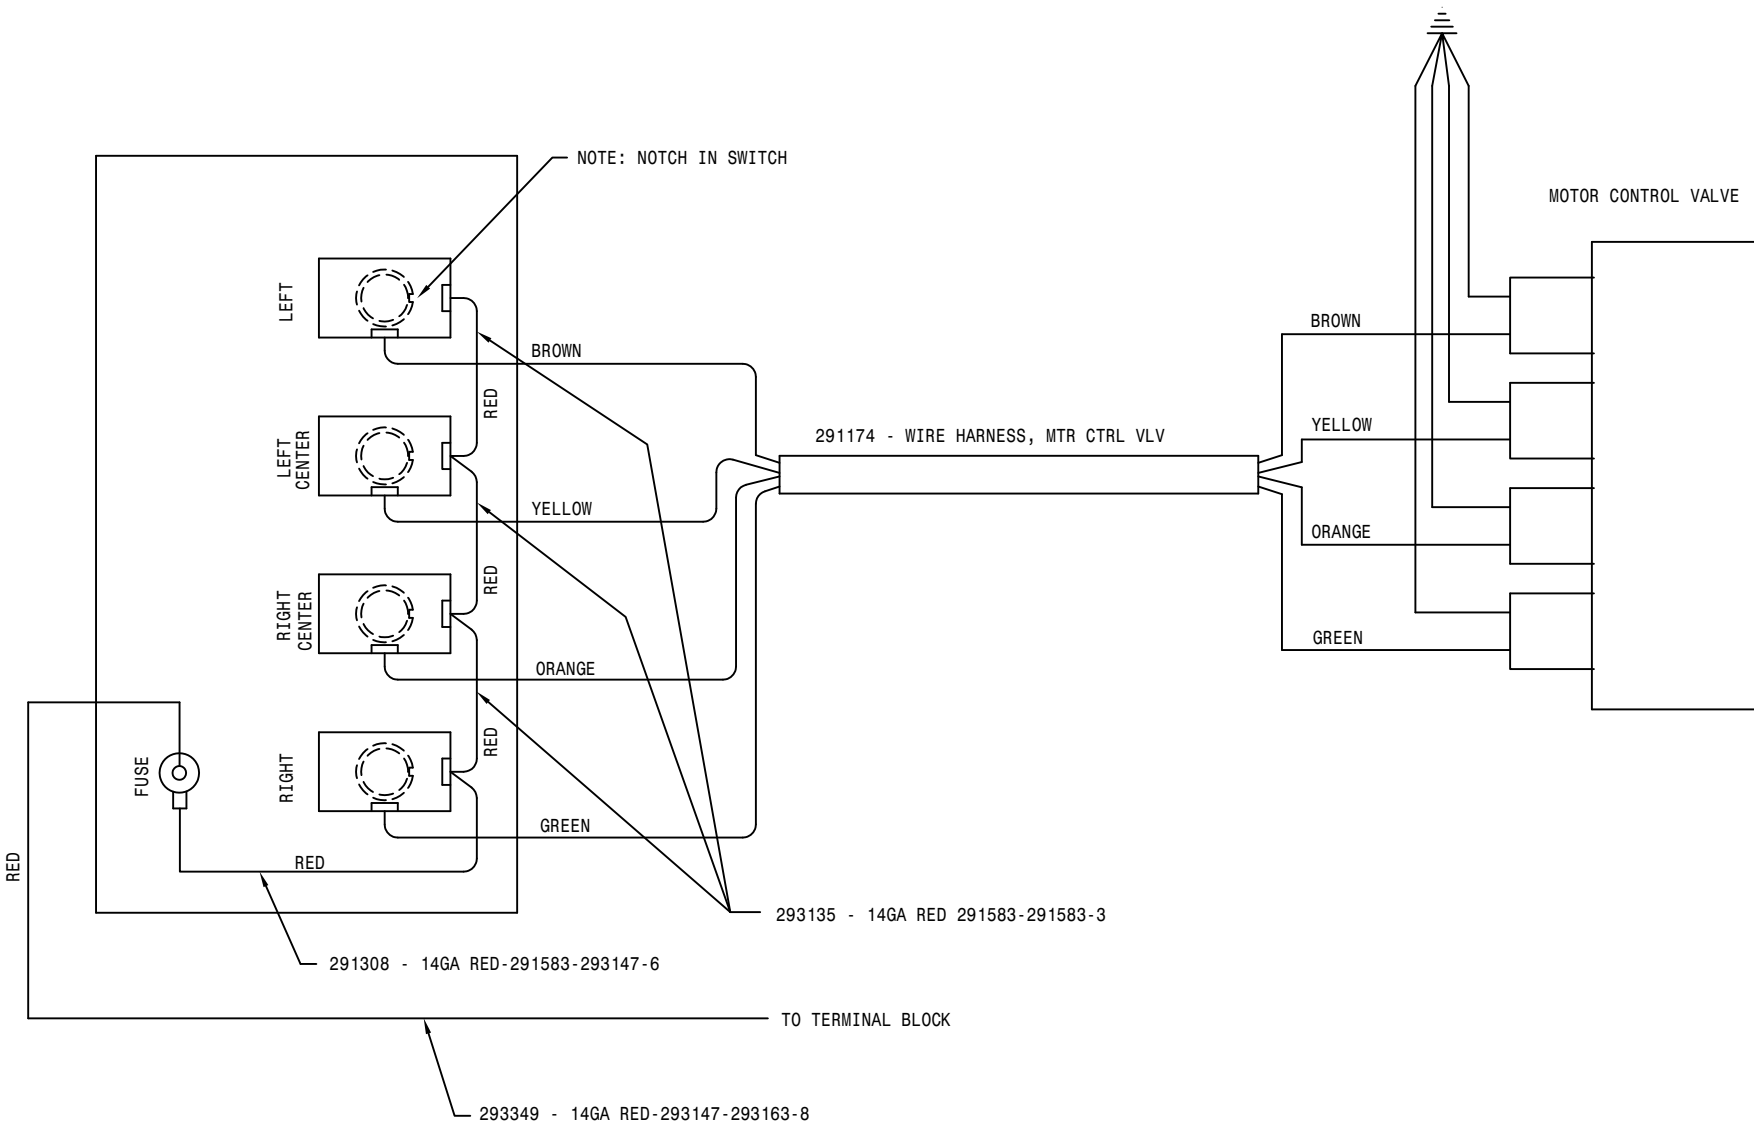 NOTE: NOTCH IN SWITCH
MOTOR CONTROL VALVE
LEFT
BROWN
BROWN
RED
LEFT
CENTER
291174 - WIRE HARNESS, MTR CTRL VLV
YELLOW
YELLOW
RED
ORANGE
RIGHT
CENTER
ORANGE
GREEN
RED
FUSE
RIGHT
GREEN
RED
RED
293135 - 14GA RED 291583-291583-3
291308 - 14GA RED-291583-293147-6
TO TERMINAL BLOCK
293349 - 14GA RED-293147-293163-8